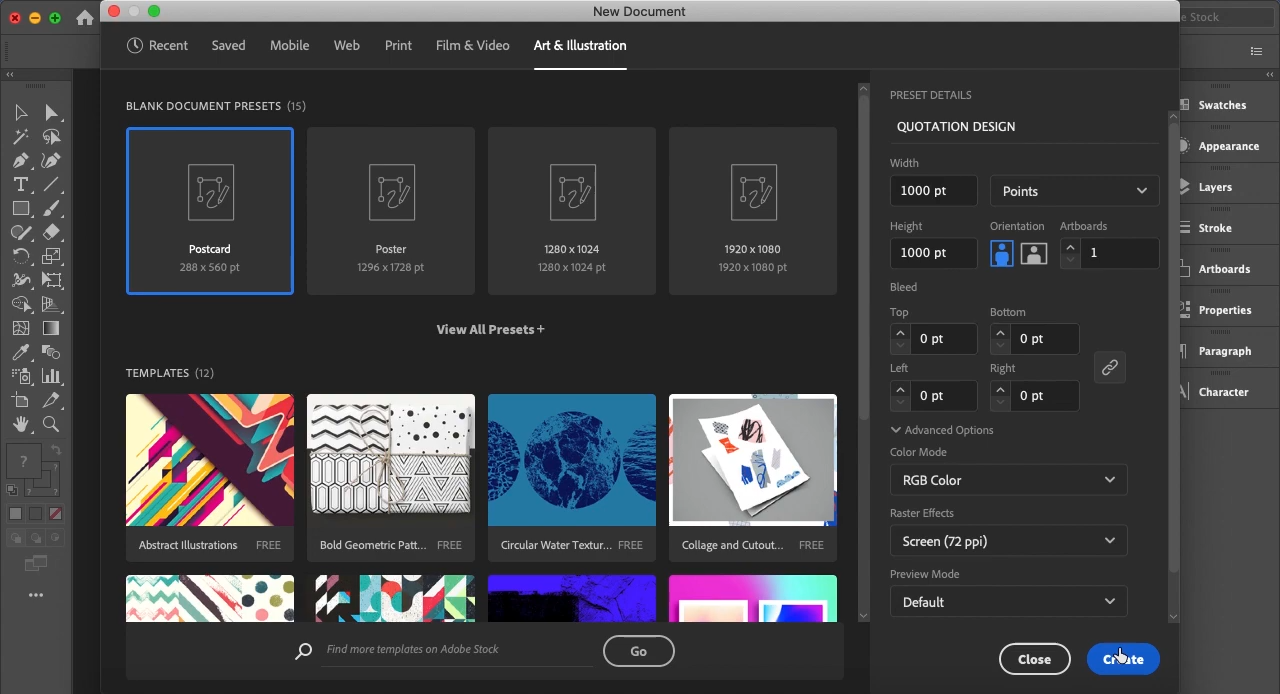 New Document
e Stock
Recent
Saved
Mobile
Web
Print
Film & Video
Art & Illustration
BLANK DOCUMENT PRESETS (15)
Postcard
288 x 560 pt
Poster
1296 x 1728 pt
1280 x 1024
1280 x 1024 pt
1920 x 1080
1920 x 1080 pt
View All Presets +
TEMPLATES (12)
Abstract Illustrations FREE
Bold Geometric Patt... FREE
Circular Water Textur... FREE
Collage and Cutout... FREE
Find more templates on Adobe Stock
Go
PRESET DETAILS
QUOTATION DESIGN
Width
1000 pt
Points
Height
Orientation
Artboards
1000 pt
1
Bleed
Top
Bottom
0 pt
0 pt
Left
Right
0 pt
0 pt
Advanced Options
Color Mode
RGB Color
Raster Effects
Screen (72 ppi)
Preview Mode
Default
Close
Create
Swatches
Appearance
Layers
Stroke
Artboards
Properties
Paragraph
Character